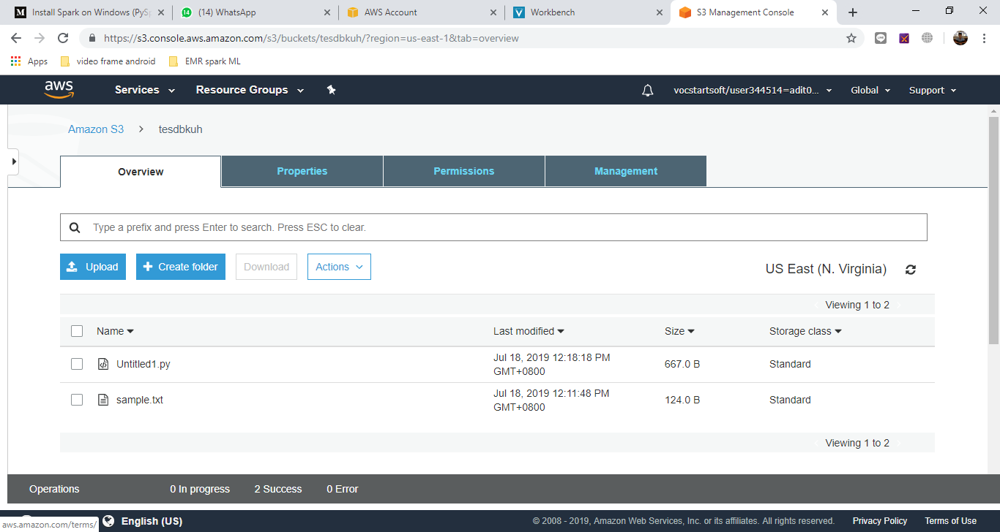 Install Spark on Windows (PySp
(14) WhatsApp
AWS Account
Workbench
S3 Management Console
https://s3.console.aws.amazon.com/s3/buckets/tesdbkuh/?region=us-east-1&tab=overview
Apps video frame android EMR spark ML
aws Services Resource Groups vocstartsoft/user344514=adit0... Global Support
Amazon S3 > tesdbkuh
Overview Properties Permissions Management
Type a prefix and press Enter to search. Press ESC to clear.
Upload + Create folder Download Actions US East (N. Virginia)
Viewing 1 to 2
Name Last modified Size Storage class
Untitled1.py Jul 18, 2019 12:18:18 PM GMT+0800 667.0 B Standard
sample.txt Jul 18, 2019 12:11:48 PM GMT+0800 124.0 B Standard
Viewing 1 to 2
Operations 0 In progress 2 Success 0 Error
aws.amazon.com/terms/ English (US) © 2008 - 2019, Amazon Web Services, Inc. or its affiliates. All rights reserved. Privacy Policy Terms of Use